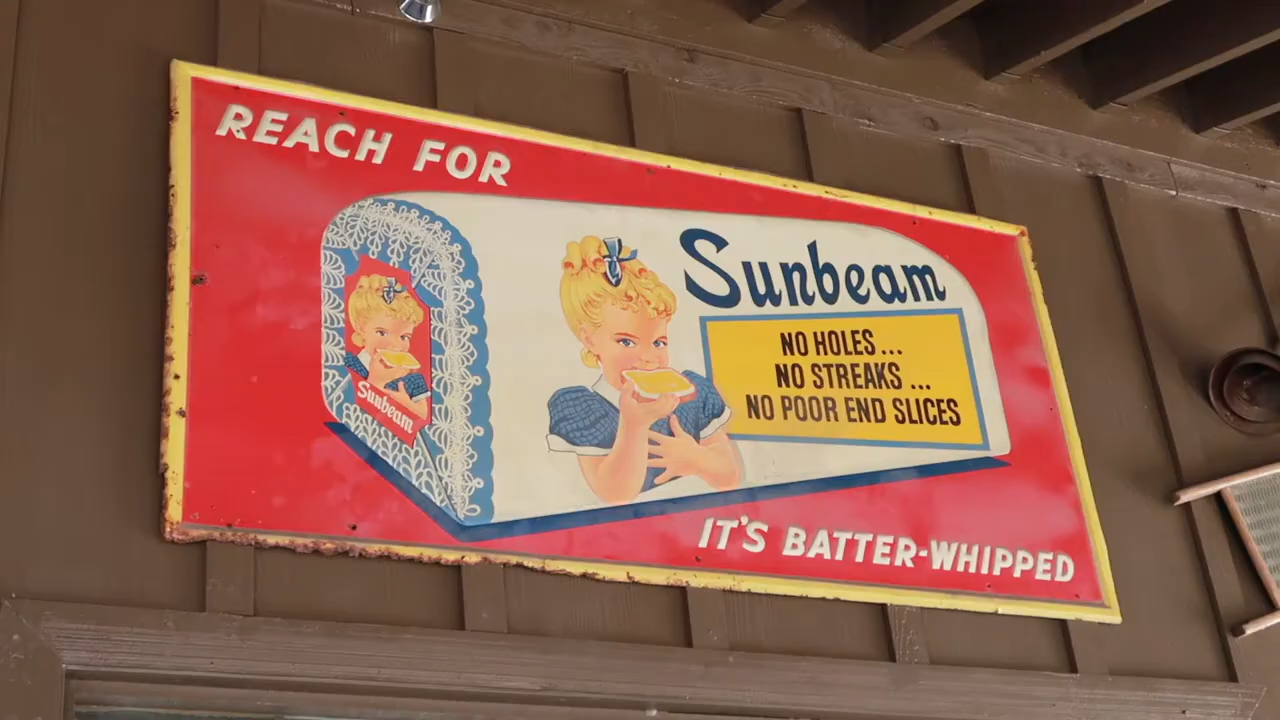 REACH FOR
Sunbeam
Sunbeam
NO HOLES...
NO STREAKS...
NO POOR END SLICES
IT'S BATTER-WHIPPED